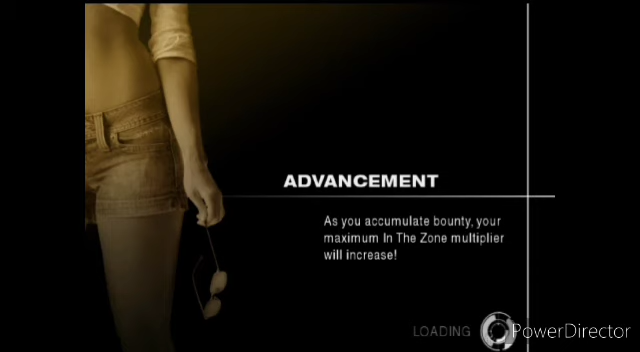 ADVANCEMENT
As you accumulate bounty, your
maximum In The Zone multiplier
will increase!
LOADING
PowerDirector